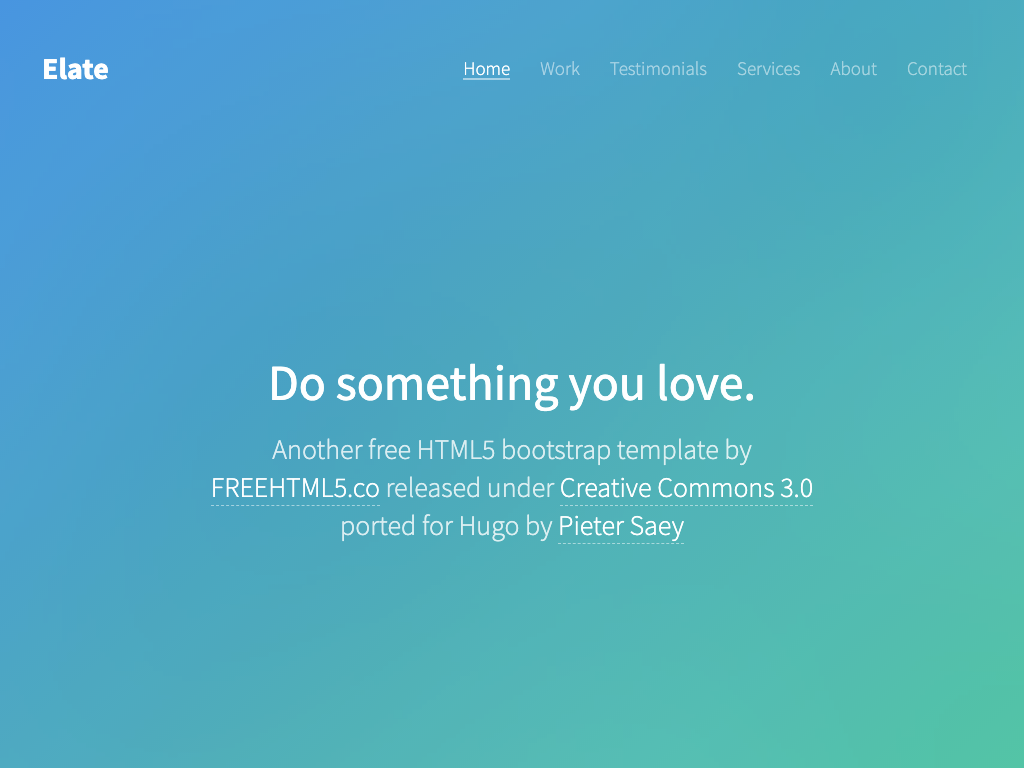 Elate
Home Work Testimonials Services About Contact
Do something you love.
Another free HTML5 bootstrap template by
FREEHTML5.co released under Creative Commons 3.0
ported for Hugo by Pieter Saey